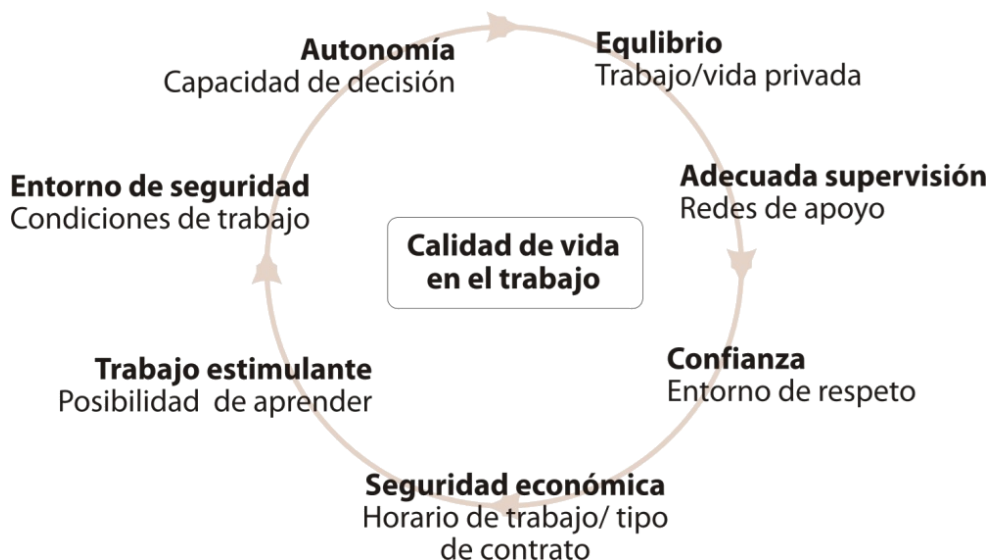 Autonomía
Capacidad de decisión
Equlibrio
Trabajo/vida privada
Adecuada supervisión
Redes de apoyo
Confianza
Entorno de respeto
Seguridad económica
Horario de trabajo/ tipo
de contrato
Trabajo estimulante
Posibilidad  de aprender
Entorno de seguridad
Condiciones de trabajo
Calidad de vida
en el trabajo